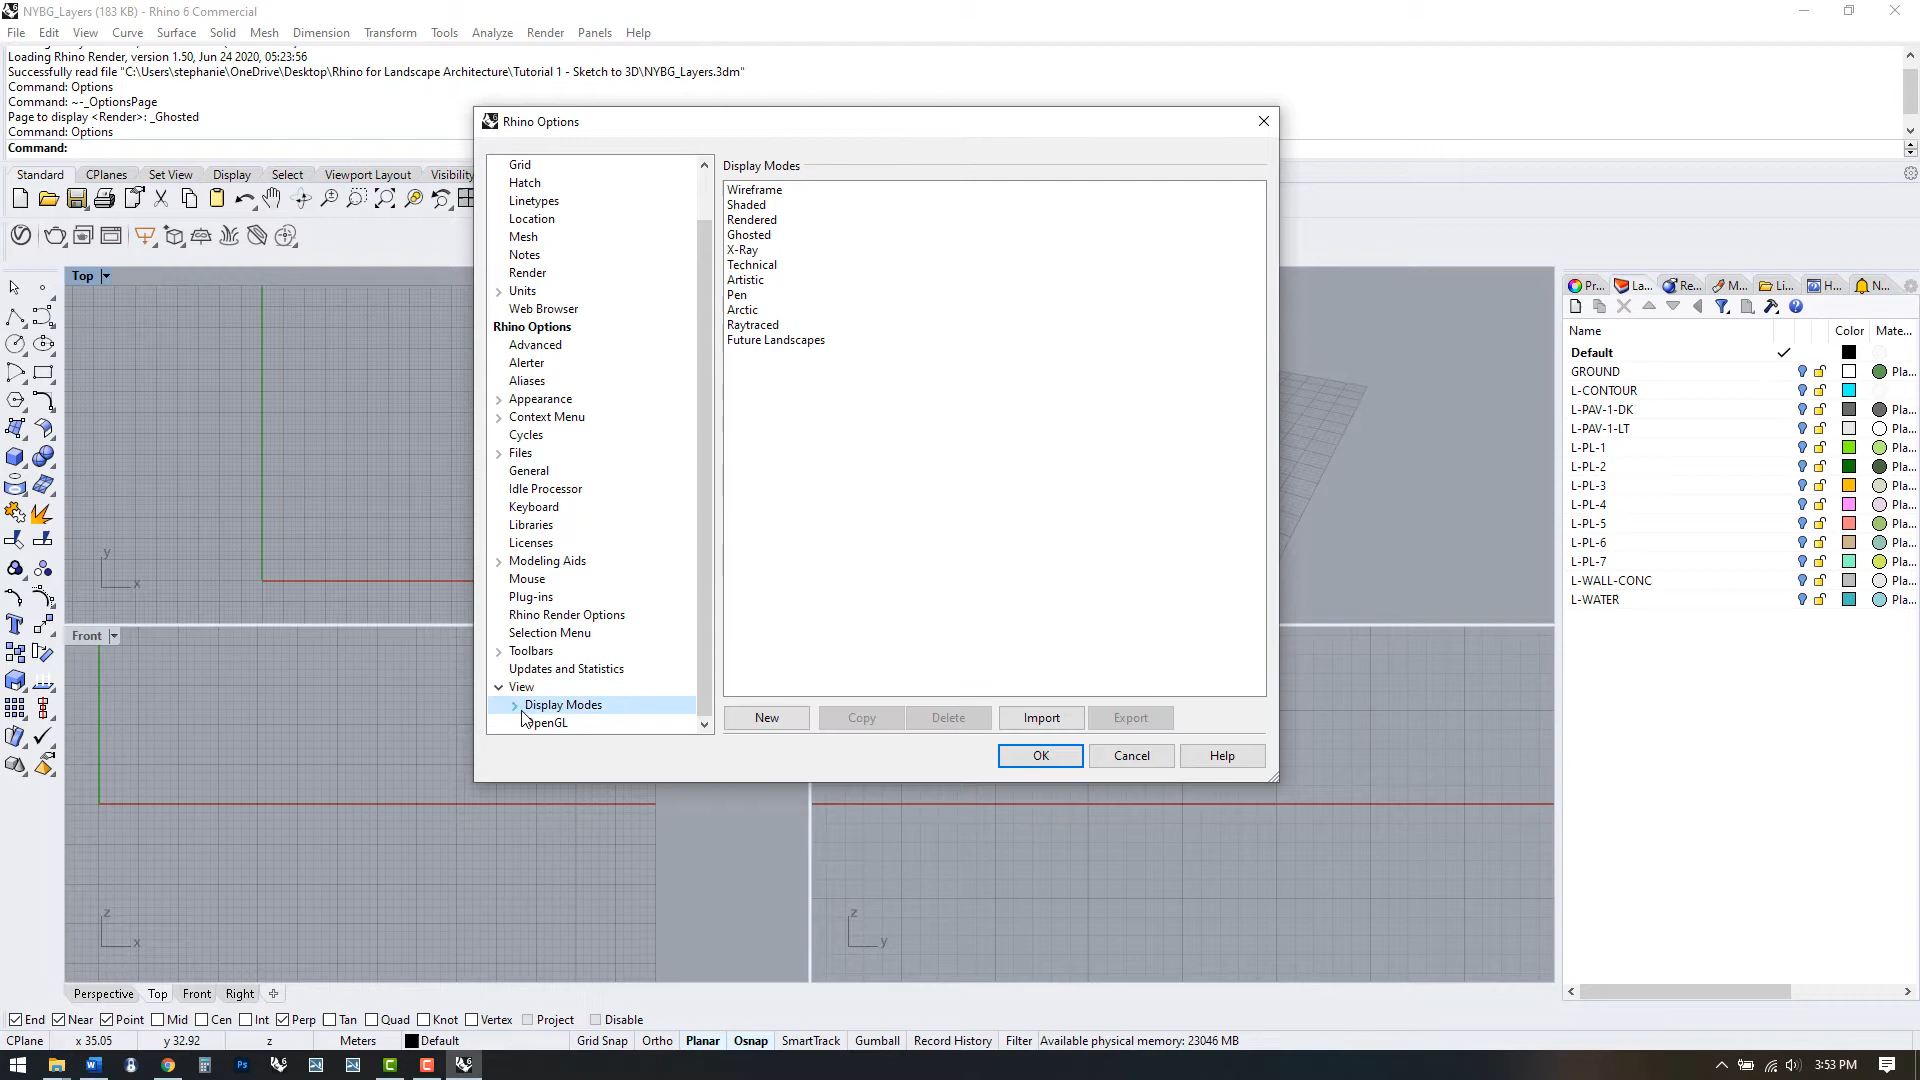 NYBG_Layers (183 KB) - Rhino 6 Commercial
File Edit View Curve Surface Solid Mesh Dimension Transform Tools Analyze Render Panels Help
Loading Rhino Render, version 1.50, Jun 24 2020, 05:23:56
Successfully read file "C:\Users\stephanie\OneDrive\Desktop\Rhino for Landscape Architecture\Tutorial 1 - Sketch to 3D\NYBG_Layers.3dm"
Command: Options
Command: ~-_OptionsPage
Page to display <Render>: _Ghosted
Command: Options
Command:
Standard CPlanes Set View Display Select Viewport Layout Visibility
Top
Front
y
x
z
x
z
y
Rhino Options
Grid
Hatch
Linetypes
Location
Mesh
Notes
Render
Units
Web Browser
Rhino Options
Advanced
Alerter
Aliases
Appearance
Context Menu
Cycles
Files
General
Idle Processor
Keyboard
Libraries
Licenses
Modeling Aids
Mouse
Plug-ins
Rhino Render Options
Selection Menu
Toolbars
Updates and Statistics
View
Display Modes
OpenGL
Display Modes
Wireframe
Shaded
Rendered
Ghosted
X-Ray
Technical
Artistic
Pen
Arctic
Raytraced
Future Landscapes
New Copy Delete Import Export
OK Cancel Help
Pr... La... Re... M... Li... H... N...
Name Color Mate...
Default
GROUND Pla...
L-CONTOUR
L-PAV-1-DK Pla...
L-PAV-1-LT Pla...
L-PL-1 Pla...
L-PL-2 Pla...
L-PL-3 Pla...
L-PL-4 Pla...
L-PL-5 Pla...
L-PL-6 Pla...
L-PL-7 Pla...
L-WALL-CONC Pla...
L-WATER Pla...
Perspective Top Front Right
End Near Point Mid Cen Int Perp Tan Quad Knot Vertex Project Disable
CPlane x 35.05 y 32.92 z Meters Default Grid Snap Ortho Planar Osnap SmartTrack Gumball Record History Filter Available physical memory: 23046 MB
3:53 PM